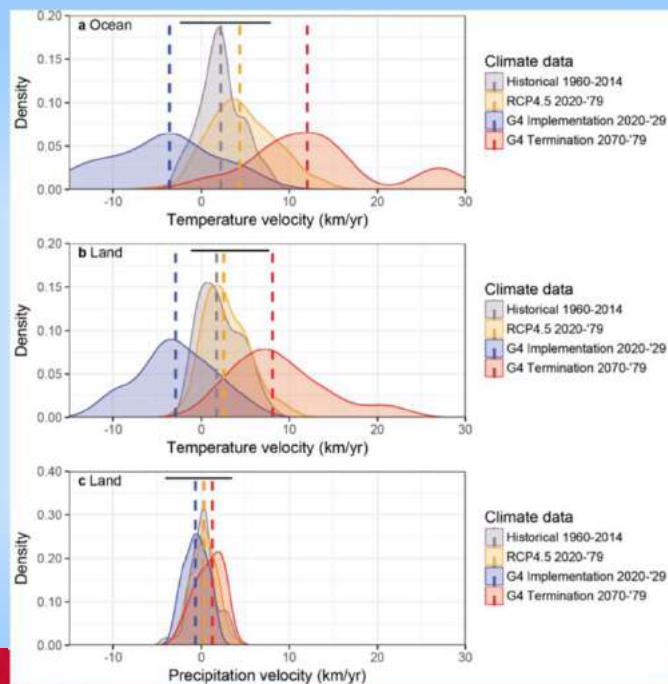 a Ocean
0.20
0.15
0.10
0.05
0.00
Density
-10 0 10 20 30
Temperature velocity (km/yr)
Climate data
Historical 1960-2014
RCP4.5 2020-'79
G4 Implementation 2020-'29
G4 Termination 2070-'79
b Land
0.20
0.15
0.10
0.05
0.00
Density
-10 0 10 20 30
Temperature velocity (km/yr)
Climate data
Historical 1960-2014
RCP4.5 2020-'79
G4 Implementation 2020-'29
G4 Termination 2070-'79
c Land
0.40
0.30
0.20
0.10
0.00
Density
-10 0 10 20 30
Precipitation velocity (km/yr)
Climate data
Historical 1960-2014
RCP4.5 2020-'79
G4 Implementation 2020-'29
G4 Termination 2070-'79